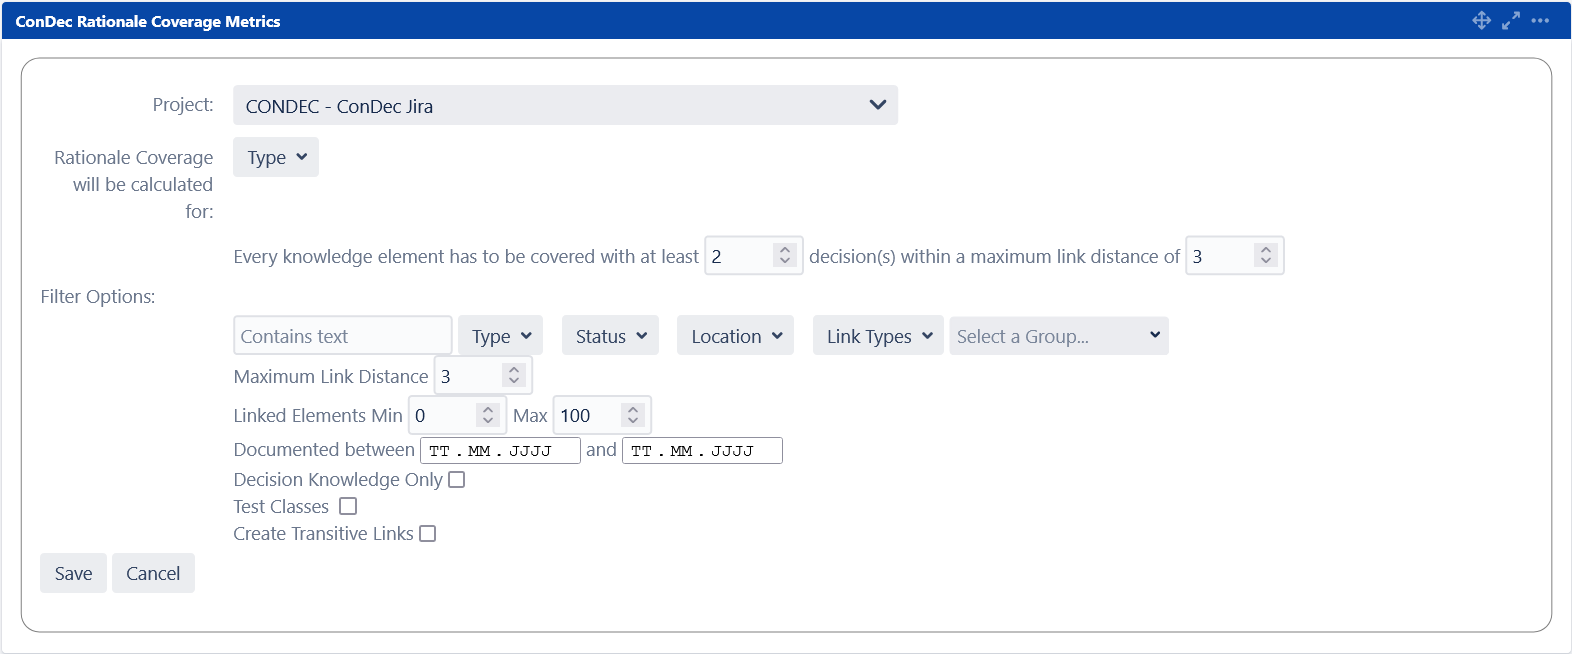 ConDec Rationale Coverage Metrics
Project: CONDEC - ConDec Jira
Rationale Coverage Type
will be calculated
for:
Every knowledge element has to be covered with at least 2 decision(s) within a maximum link distance of 3
Filter Options:
Contains text Type Status Location Link Types Select a Group...
Maximum Link Distance 3
Linked Elements Min 0 Max 100
Documented between TT.MM.JJJJ and TT.MM.JJJJ
Decision Knowledge Only
Test Classes
Create Transitive Links
Save Cancel